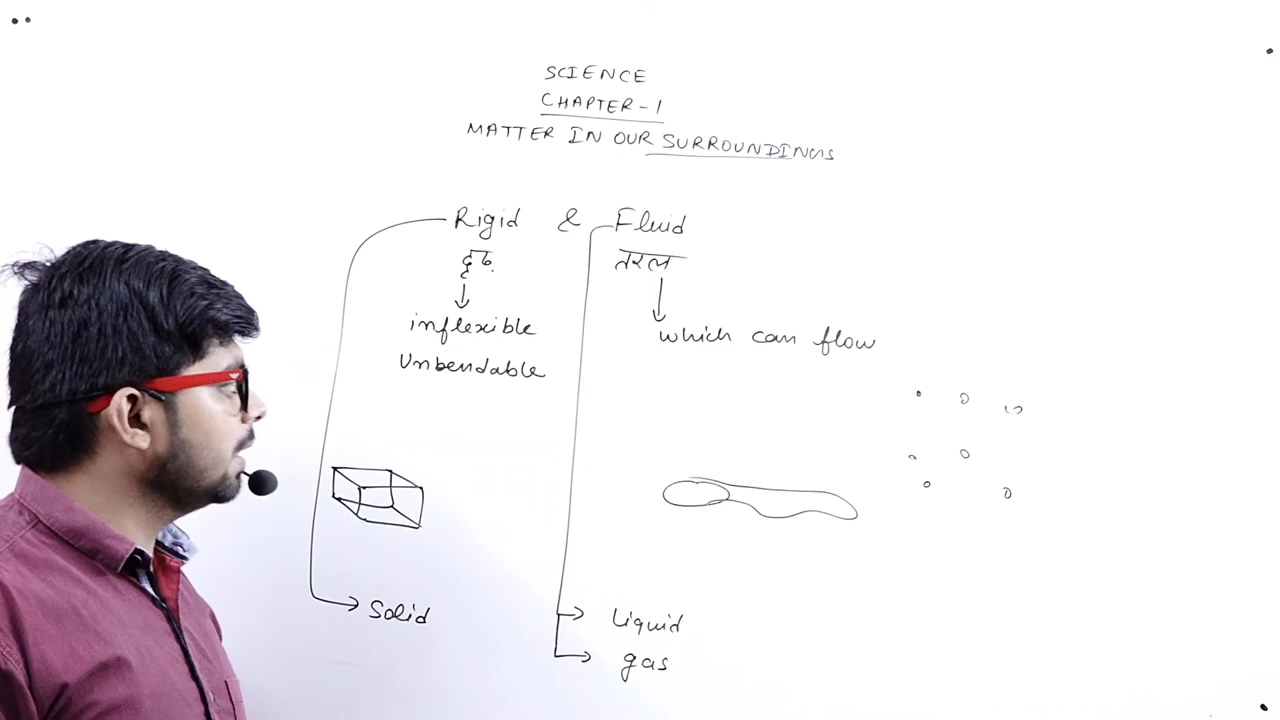 SCIENCE
CHAPTER-1
MATTER IN OUR SURROUNDINGS
Rigid & Fluid
दृढ़ तरल
inflexible
Unbendable
which can flow
Solid
Liquid
gas